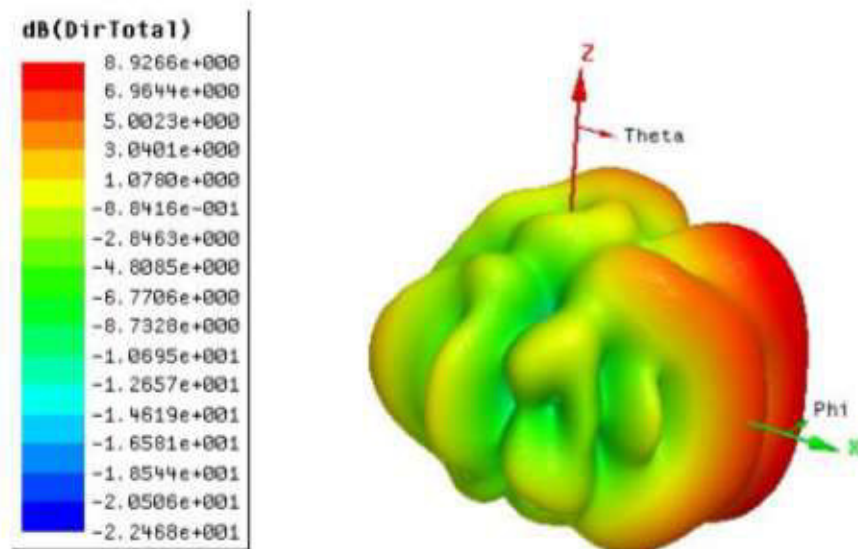 dB(DirTotal)
8.9266e+000
6.9644e+000
5.0023e+000
3.0401e+000
1.0780e+000
-8.8416e-001
-2.8463e+000
-4.8085e+000
-6.7706e+000
-8.7328e+000
-1.0695e+001
-1.2657e+001
-1.4619e+001
-1.6581e+001
-1.8544e+001
-2.0506e+001
-2.2468e+001
Z
Theta
Phi
X